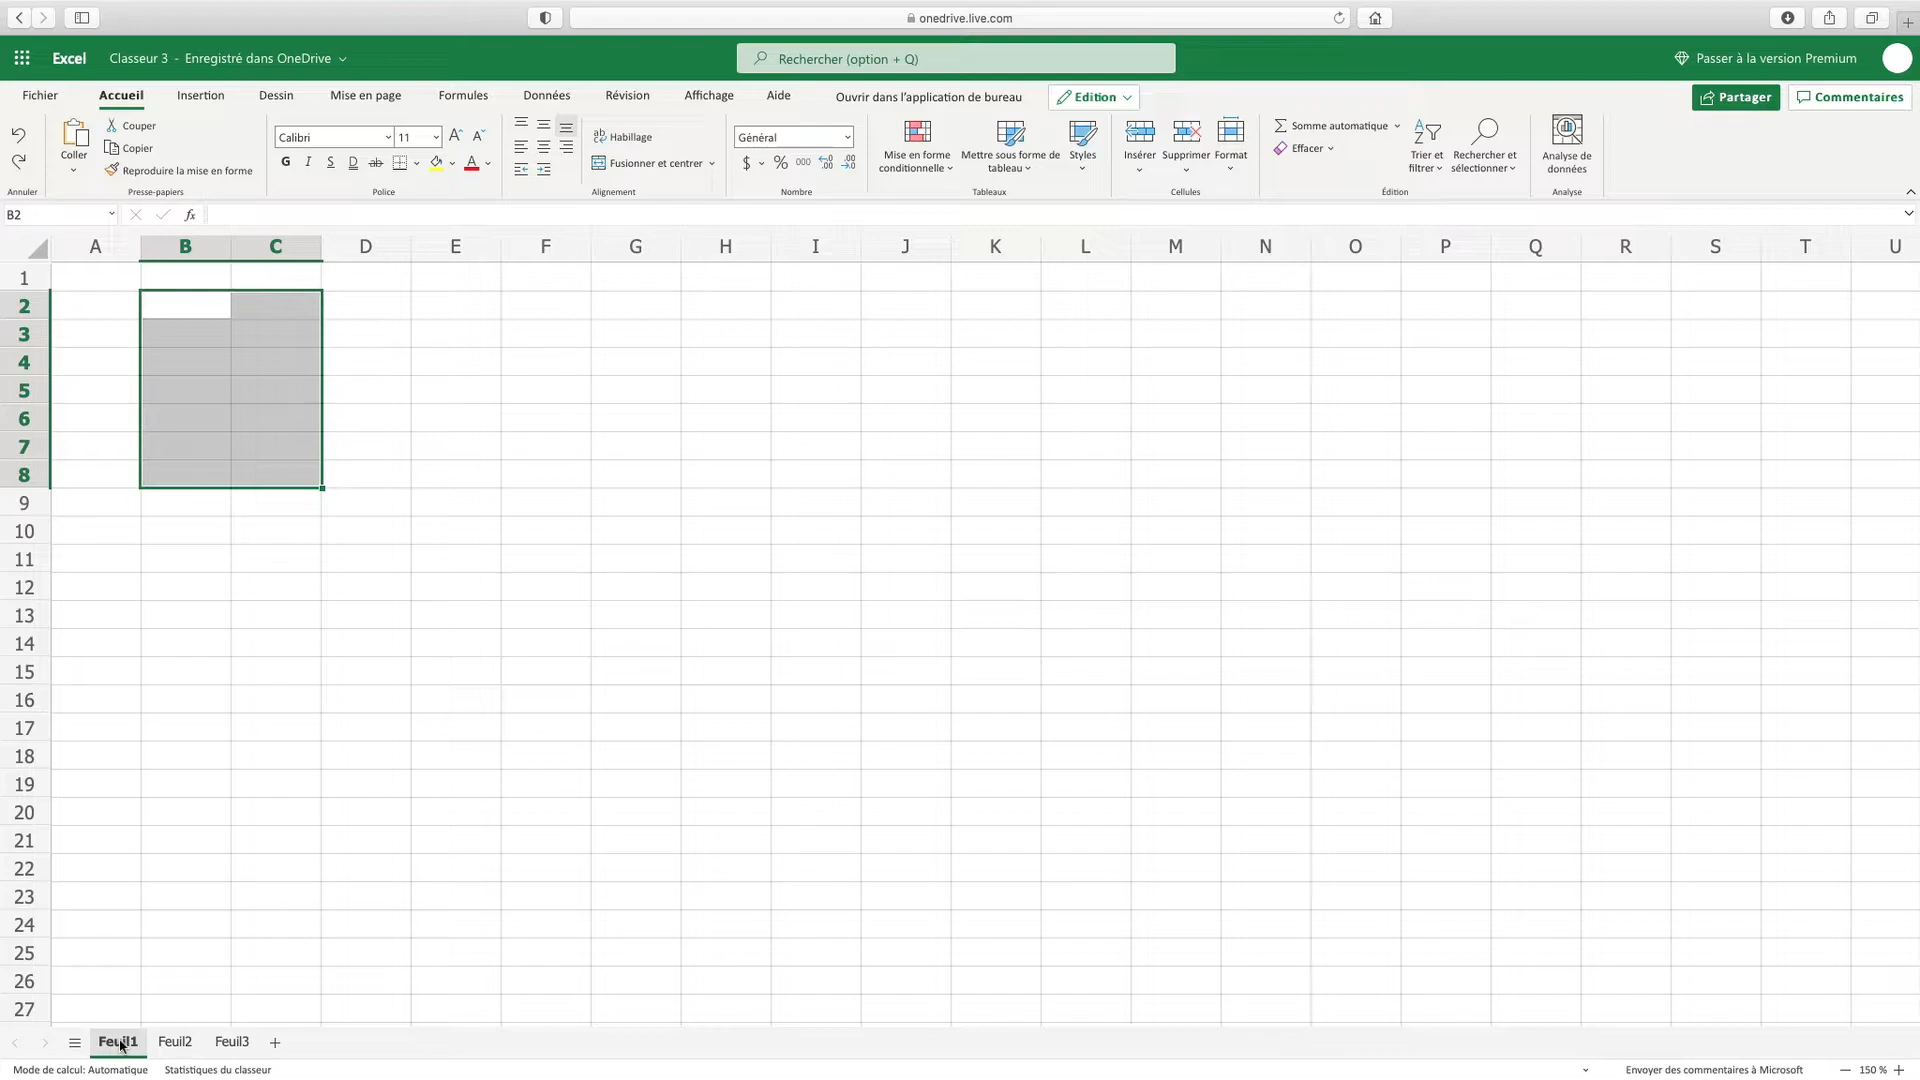 onedrive.live.com
Excel Classeur 3 - Enregistré dans OneDrive Rechercher (option + Q) Passer à la version Premium
Fichier Accueil Insertion Dessin Mise en page Formules Données Révision Affichage Aide Ouvrir dans l'application de bureau Edition Partager Commentaires
Coller Couper Copier Reproduire la mise en forme
Calibri 11
G I S D ab
ab Habillage
Fusionner et centrer
Général
$ % 000
Mise en forme conditionnelle Mettre sous forme de tableau Styles
Insérer Supprimer Format
Somme automatique
Effacer
Trier et filtrer Rechercher et sélectionner
Analyse de données
Annuler Presse-papiers Police Alignement Nombre Tableaux Cellules Édition Analyse
B2 fx
A B C D E F G H I J K L M N O P Q R S T U
1
2
3
4
5
6
7
8
9
10
11
12
13
14
15
16
17
18
19
20
21
22
23
24
25
26
27
Feuil1 Feuil2 Feuil3 +
Mode de calcul: Automatique Statistiques du classeur Envoyer des commentaires à Microsoft — 150 % +